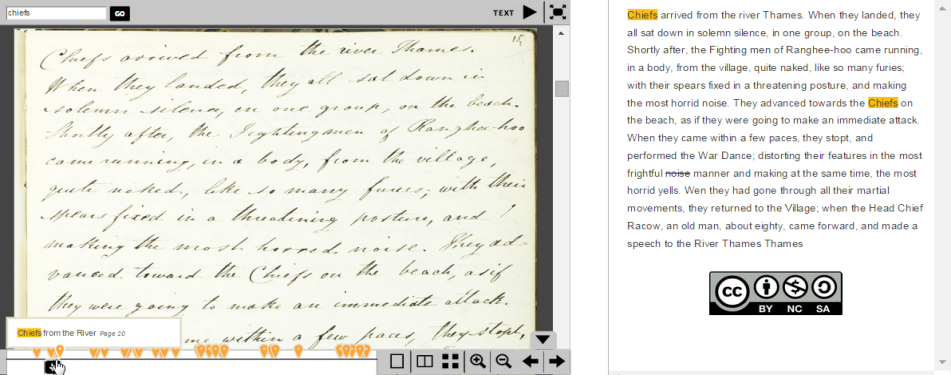 chiefs GO TEXT
15
Chiefs arrived from the river Thames.
When they landed, they all sat down in
solemn silence, in one group, on the beach.
Shortly after, the Fighting men of Ranghee-hoo
came running, in a body, from the village,
quite naked, like so many furies; with their
spears fixed in a threatening posture, and
making the most horrid noise. They ad-
vanced toward the Chiefs on the beach, as if
they were going to make an immediate attack.
me within a few paces, they stopt,
Chiefs from the River Page 20
Chiefs arrived from the river Thames. When they landed, they
all sat down in solemn silence, in one group, on the beach.
Shortly after, the Fighting men of Ranghee-hoo came running,
in a body, from the village, quite naked, like so many furies;
with their spears fixed in a threatening posture, and making
the most horrid noise. They advanced towards the Chiefs on
the beach, as if they were going to make an immediate attack.
When they came within a few paces, they stopt, and
performed the War Dance; distorting their features in the most
frightful noise manner and making at the same time, the most
horrid yells. Wen they had gone through all their martial
movements, they returned to the Village; when the Head Chief
Racow, an old man, about eighty, came forward, and made a
speech to the River Thames Thames
cc
BY NC SA